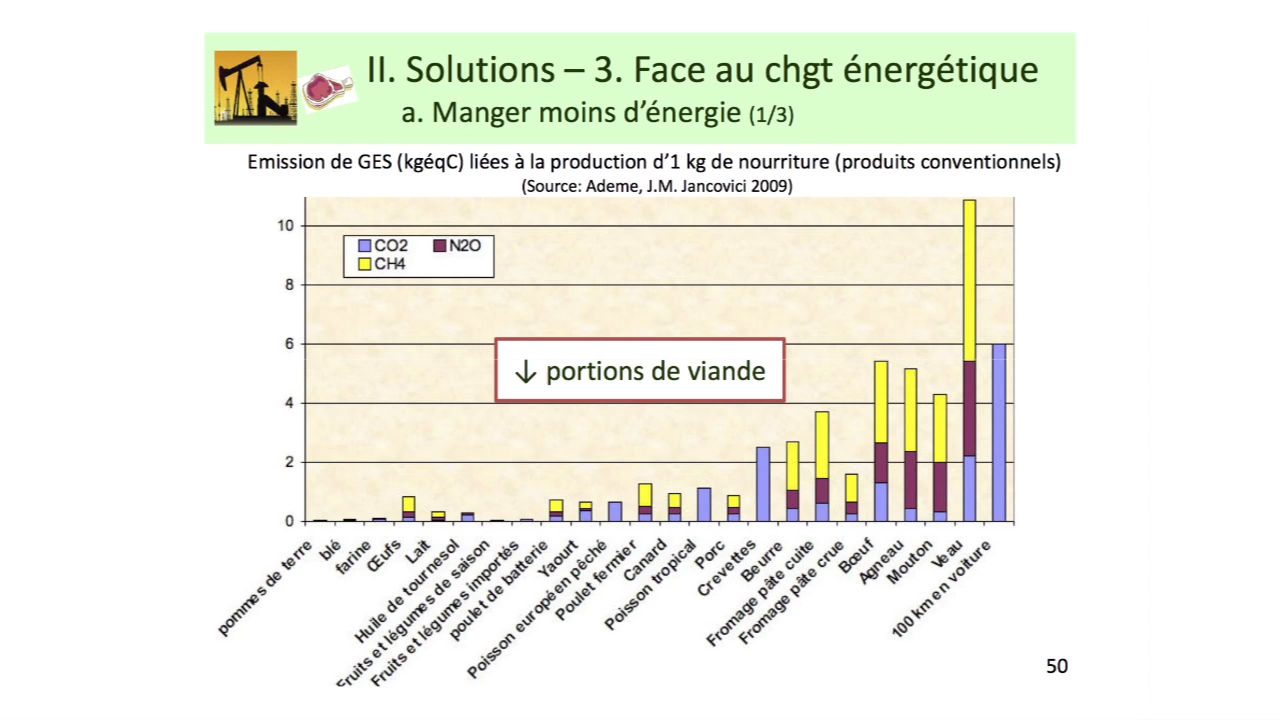 II. Solutions – 3. Face au chgt énergétique
a. Manger moins d’énergie (1/3)
Emission de GES (kgéqC) liées à la production d’1 kg de nourriture (produits conventionnels)
(Source: Ademe, J.M. Jancovici 2009)
10
8
6
4
2
0
CO2
N2O
CH4
↓ portions de viande
pommes de terre
blé
farine
Œufs
Lait
Huile de tournesol
Fruits et légumes de saison
Fruits et légumes importés
poulet de batterie
Yaourt
Poisson européen pêché
Poulet fermier
Canard
Poisson tropical
Porc
Crevettes
Beurre
Fromage pâte cuite
Fromage pâte crue
Bœuf
Agneau
Mouton
Veau
100 km en voiture
50